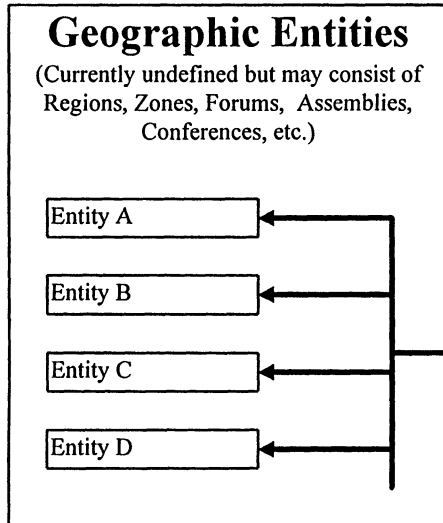 Geographic Entities
(Currently undefined but may consist of
Regions, Zones, Forums, Assemblies,
Conferences, etc.)
Entity A
Entity B
Entity C
Entity D